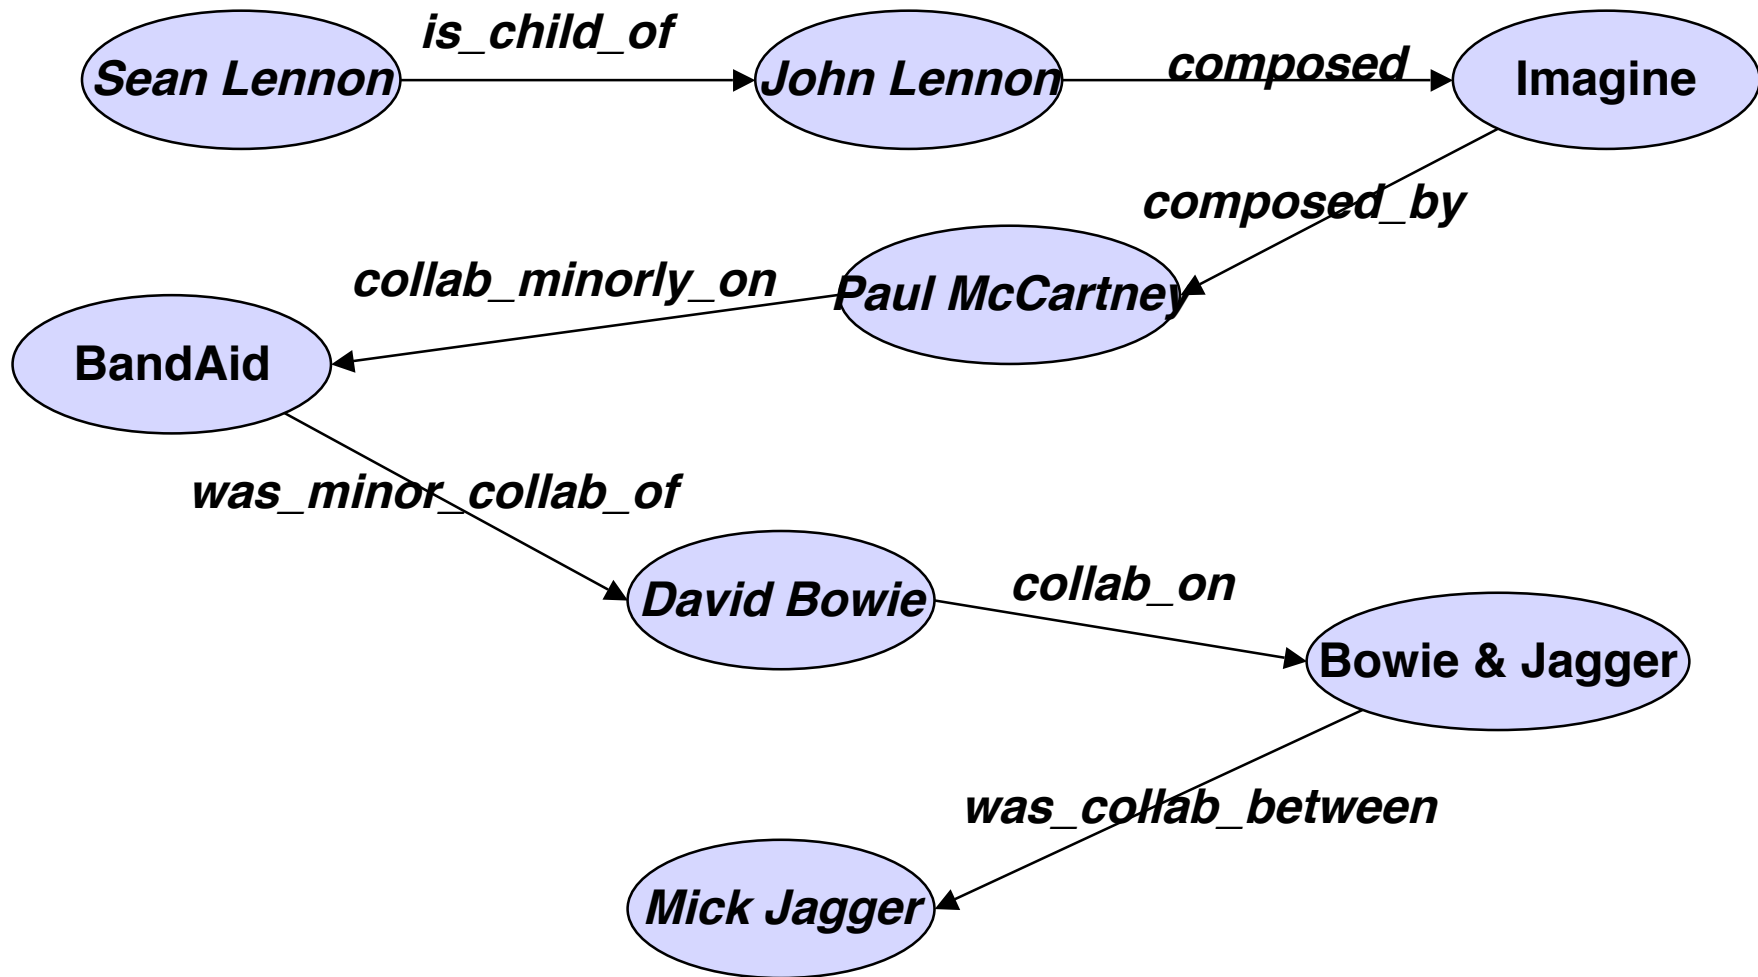 is_child_of
Sean Lennon
John Lennon
composed
Imagine
composed_by
collab_minorly_on
Paul McCartney
BandAid
was_minor_collab_of
David Bowie
collab_on
Bowie & Jagger
was_collab_between
Mick Jagger